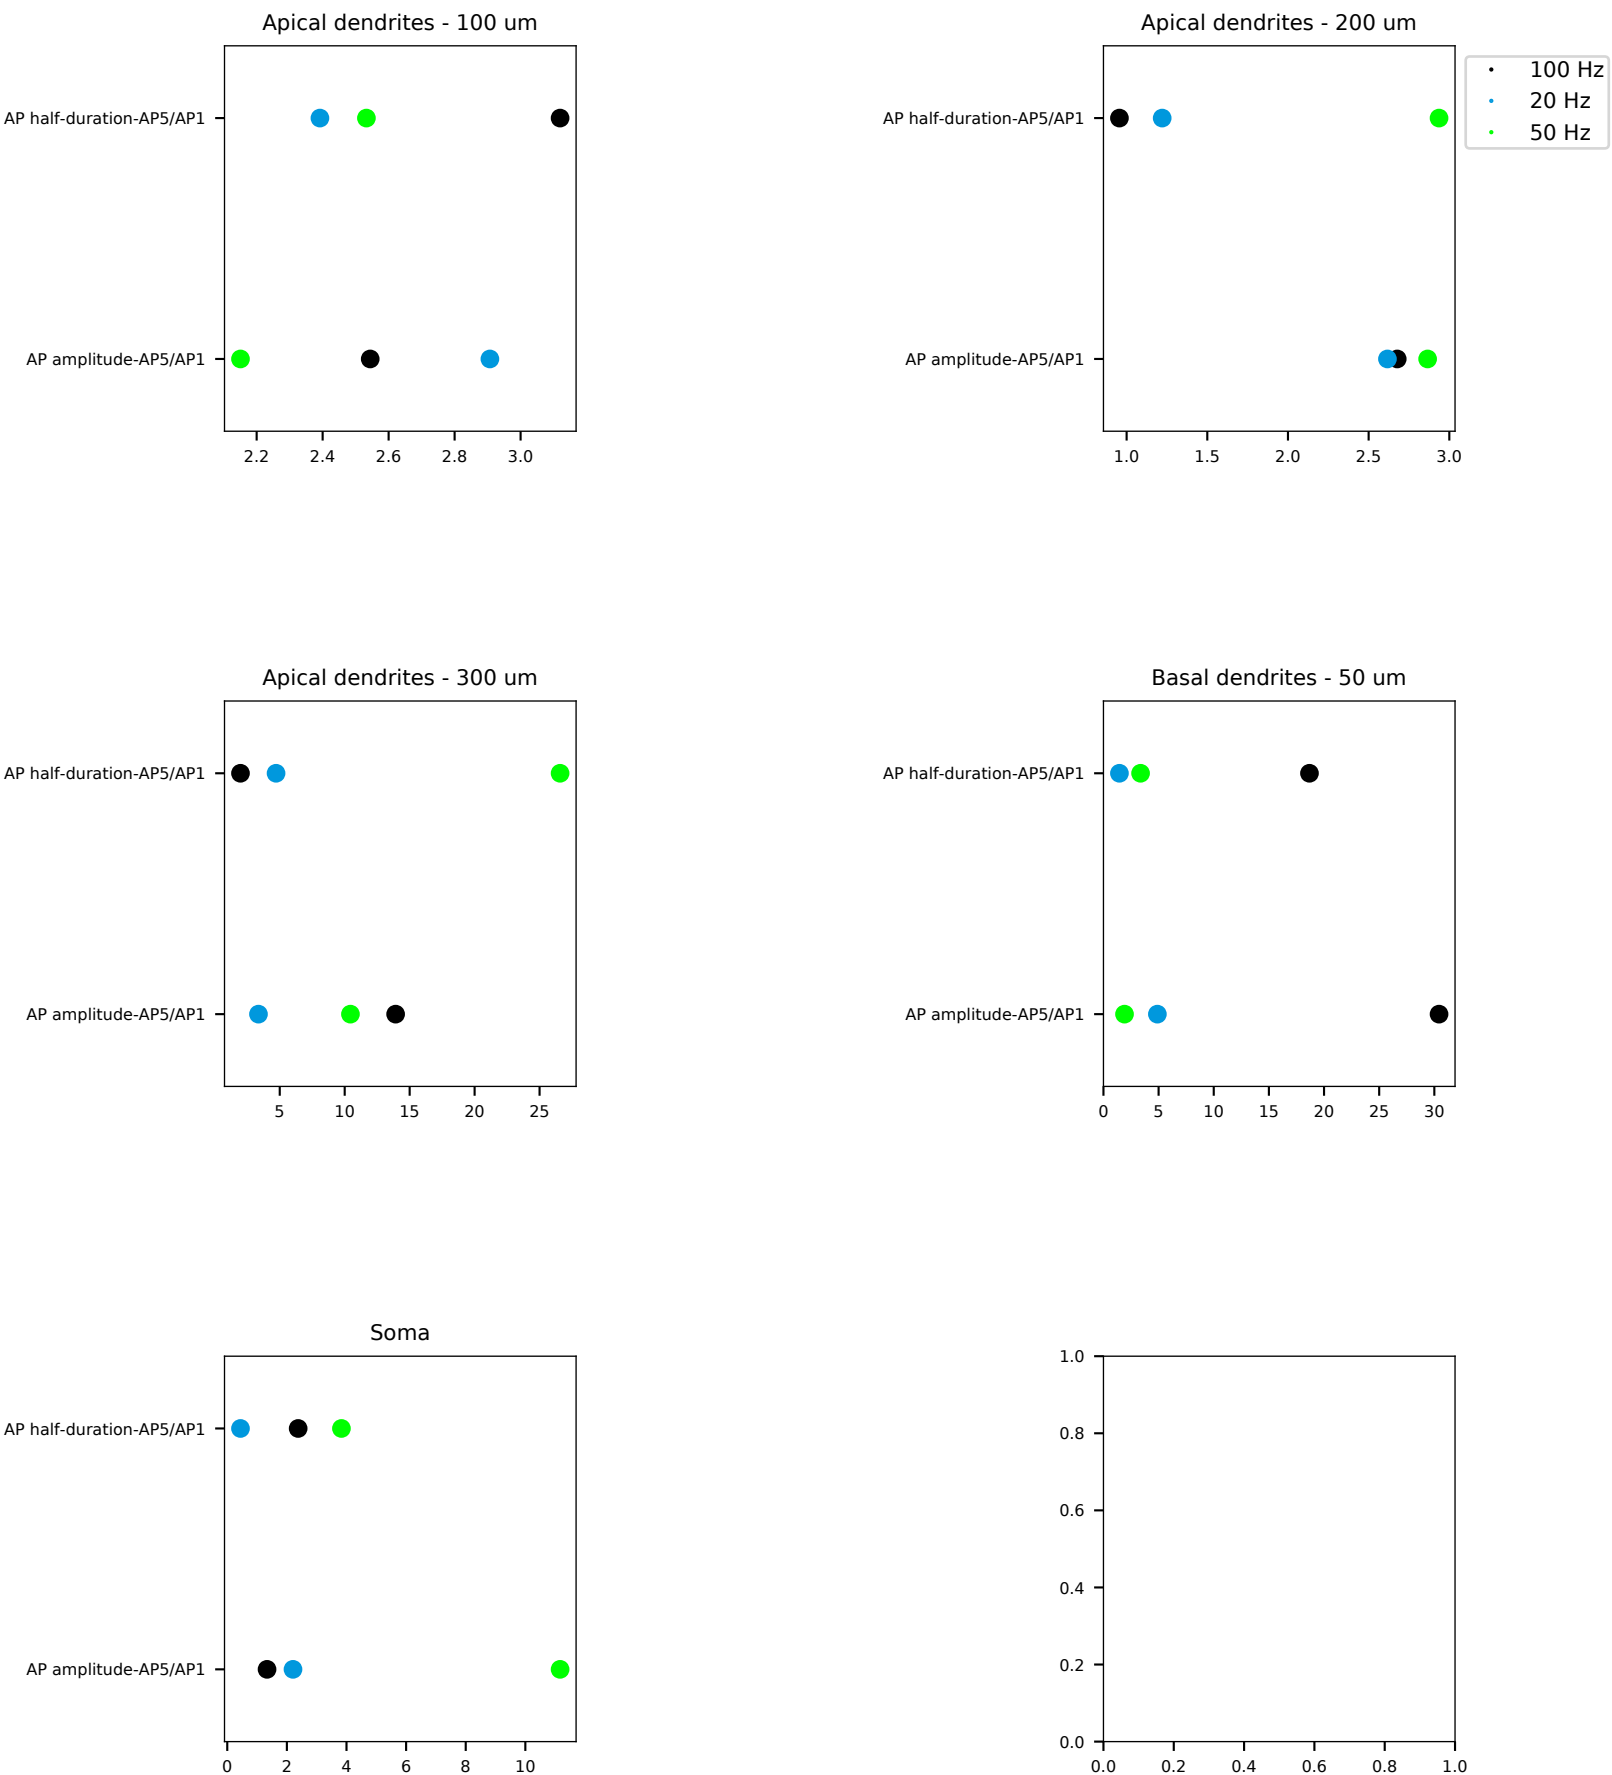 Apical dendrites - 100 um
AP half-duration-AP5/AP1
AP amplitude-AP5/AP1
2.2 2.4 2.6 2.8 3.0
Apical dendrites - 200 um
AP half-duration-AP5/AP1
AP amplitude-AP5/AP1
1.0 1.5 2.0 2.5 3.0
100 Hz
20 Hz
50 Hz
Apical dendrites - 300 um
AP half-duration-AP5/AP1
AP amplitude-AP5/AP1
5 10 15 20 25
Basal dendrites - 50 um
AP half-duration-AP5/AP1
AP amplitude-AP5/AP1
0 5 10 15 20 25 30
Soma
AP half-duration-AP5/AP1
AP amplitude-AP5/AP1
0 2 4 6 8 10
1.0
0.8
0.6
0.4
0.2
0.0
0.0 0.2 0.4 0.6 0.8 1.0